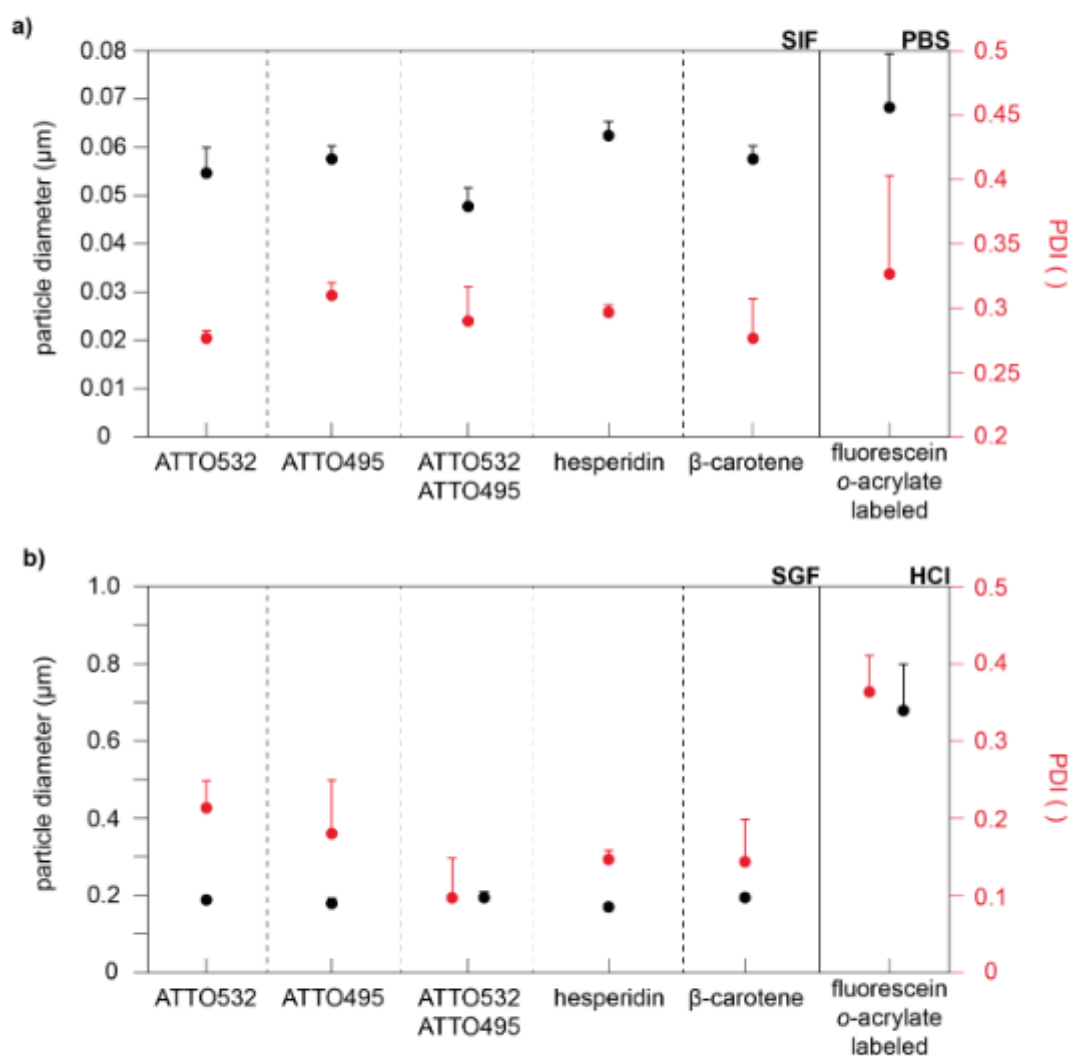 a)
SIF PBS
0.08 0.5
0.07 0.45
0.06 0.4
0.05
0.04 0.35
0.03 0.3
0.02 0.25
0.01
0 0.2
particle diameter (µm)
PDI ( )
ATTO532 ATTO495 ATTO532 hesperidin β-carotene fluorescein
ATTO495 o-acrylate
labeled
b)
SGF HCl
1.0 0.5
0.8 0.4
0.6 0.3
0.4 0.2
0.2 0.1
0 0
particle diameter (µm)
PDI ( )
ATTO532 ATTO495 ATTO532 hesperidin β-carotene fluorescein
ATTO495 o-acrylate
labeled